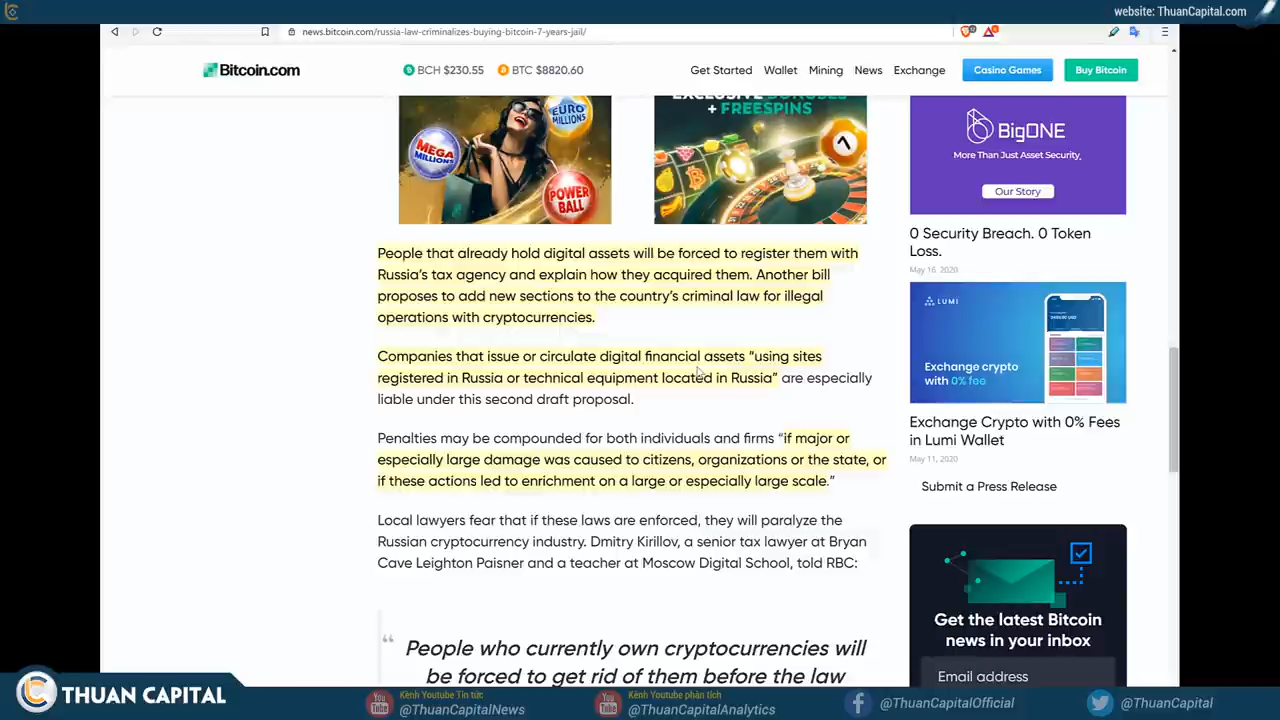 website: ThuanCapital.com
news.bitcoin.com/russia-law-criminalizes-buying-bitcoin-7-years-jail/
Bitcoin.com
BCH $230.55
BTC $8820.60
Get Started
Wallet
Mining
News
Exchange
Casino Games
Buy Bitcoin
EURO
MILLIONS
MEGA
MILLIONS
POWER
BALL
EXCLUSIVE BONUSES
+ FREESPINS
People that already hold digital assets will be forced to register them with
Russia's tax agency and explain how they acquired them. Another bill
proposes to add new sections to the country's criminal law for illegal
operations with cryptocurrencies.
Companies that issue or circulate digital financial assets “using sites
registered in Russia or technical equipment located in Russia” are especially
liable under this second draft proposal.
Penalties may be compounded for both individuals and firms “if major or
especially large damage was caused to citizens, organizations or the state, or
if these actions led to enrichment on a large or especially large scale.”
Local lawyers fear that if these laws are enforced, they will paralyze the
Russian cryptocurrency industry. Dmitry Kirillov, a senior tax lawyer at Bryan
Cave Leighton Paisner and a teacher at Moscow Digital School, told RBC:
“
People who currently own cryptocurrencies will
be forced to get rid of them before the law
BigONE
More Than Just Asset Security,
Our Story
0 Security Breach. 0 Token
Loss.
May 16, 2020
LUMI
Exchange crypto
with 0% fee
Exchange Crypto with 0% Fees
in Lumi Wallet
May 11, 2020
Submit a Press Release
Get the latest Bitcoin
news in your inbox
Email address
THUAN CAPITAL
You
Tube
Kênh Youtube Tin tức
@ThuanCapitalNews
You
Tube
Kênh Youtube phân tích
@ThuanCapitalAnalytics
@ThuanCapitalOfficial
@ThuanCapital